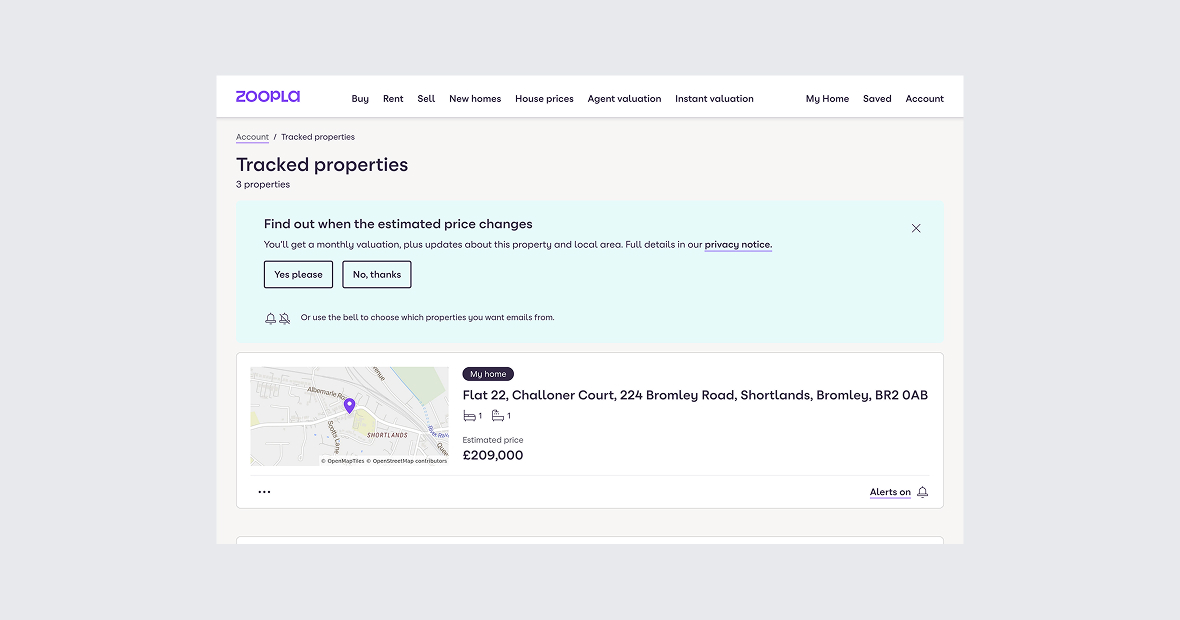 ZOOPLA
Buy Rent Sell New homes House prices Agent valuation Instant valuation My Home Saved Account
Account / Tracked properties
Tracked properties
3 properties
Find out when the estimated price changes
You'll get a monthly valuation, plus updates about this property and local area. Full details in our privacy notice.
Yes please No, thanks
Or use the bell to choose which properties you want emails from.
My home
Flat 22, Challoner Court, 224 Bromley Road, Shortlands, Bromley, BR2 0AB
1 1
Estimated price
£209,000
Albemarle Road
Scotts Lane
SHORTLANDS
© OpenMapTiles © OpenStreetMap contributors
Alerts on